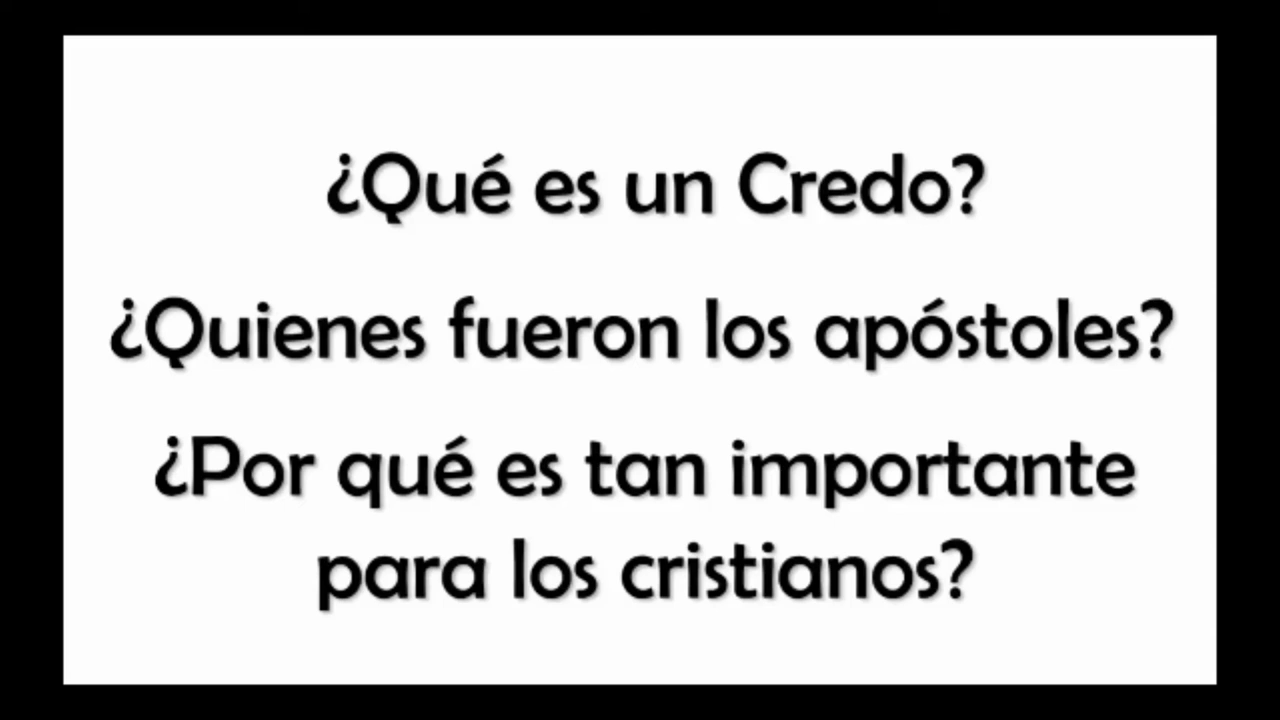 ¿Qué es un Credo?
¿Quienes fueron los apóstoles?
¿Por qué es tan importante
para los cristianos?